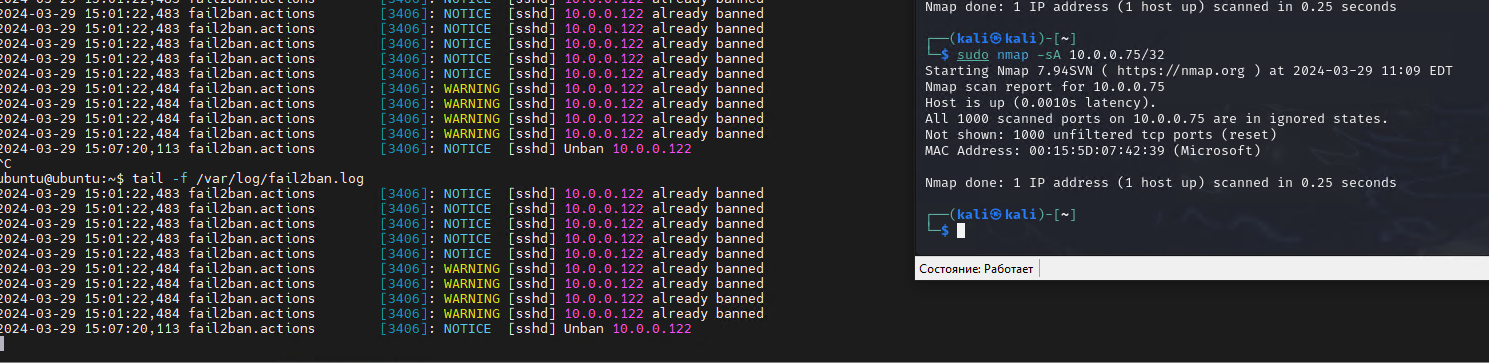 2024-03-29 15:01:22,483 fail2ban.actions [3406]: NOTICE [sshd] 10.0.0.122 already banned
2024-03-29 15:01:22,483 fail2ban.actions [3406]: NOTICE [sshd] 10.0.0.122 already banned
2024-03-29 15:01:22,483 fail2ban.actions [3406]: NOTICE [sshd] 10.0.0.122 already banned
2024-03-29 15:01:22,483 fail2ban.actions [3406]: NOTICE [sshd] 10.0.0.122 already banned
2024-03-29 15:01:22,483 fail2ban.actions [3406]: NOTICE [sshd] 10.0.0.122 already banned
2024-03-29 15:01:22,484 fail2ban.actions [3406]: WARNING [sshd] 10.0.0.122 already banned
2024-03-29 15:01:22,484 fail2ban.actions [3406]: WARNING [sshd] 10.0.0.122 already banned
2024-03-29 15:01:22,484 fail2ban.actions [3406]: WARNING [sshd] 10.0.0.122 already banned
2024-03-29 15:01:22,484 fail2ban.actions [3406]: WARNING [sshd] 10.0.0.122 already banned
2024-03-29 15:07:20,113 fail2ban.actions [3406]: NOTICE [sshd] Unban 10.0.0.122
^C
ubuntu@ubuntu:~$ tail -f /var/log/fail2ban.log
2024-03-29 15:01:22,483 fail2ban.actions [3406]: NOTICE [sshd] 10.0.0.122 already banned
2024-03-29 15:01:22,483 fail2ban.actions [3406]: NOTICE [sshd] 10.0.0.122 already banned
2024-03-29 15:01:22,483 fail2ban.actions [3406]: NOTICE [sshd] 10.0.0.122 already banned
2024-03-29 15:01:22,483 fail2ban.actions [3406]: NOTICE [sshd] 10.0.0.122 already banned
2024-03-29 15:01:22,483 fail2ban.actions [3406]: NOTICE [sshd] 10.0.0.122 already banned
2024-03-29 15:01:22,484 fail2ban.actions [3406]: WARNING [sshd] 10.0.0.122 already banned
2024-03-29 15:01:22,484 fail2ban.actions [3406]: WARNING [sshd] 10.0.0.122 already banned
2024-03-29 15:01:22,484 fail2ban.actions [3406]: WARNING [sshd] 10.0.0.122 already banned
2024-03-29 15:01:22,484 fail2ban.actions [3406]: WARNING [sshd] 10.0.0.122 already banned
2024-03-29 15:07:20,113 fail2ban.actions [3406]: NOTICE [sshd] Unban 10.0.0.122
Nmap done: 1 IP address (1 host up) scanned in 0.25 seconds
┌──(kali㉿kali)-[~]
└─$ sudo nmap -sA 10.0.0.75/32
Starting Nmap 7.94SVN ( https://nmap.org ) at 2024-03-29 11:09 EDT
Nmap scan report for 10.0.0.75
Host is up (0.0010s latency).
All 1000 scanned ports on 10.0.0.75 are in ignored states.
Not shown: 1000 unfiltered tcp ports (reset)
MAC Address: 00:15:5D:07:42:39 (Microsoft)
Nmap done: 1 IP address (1 host up) scanned in 0.25 seconds
┌──(kali㉿kali)-[~]
└─$
Состояние: Работает